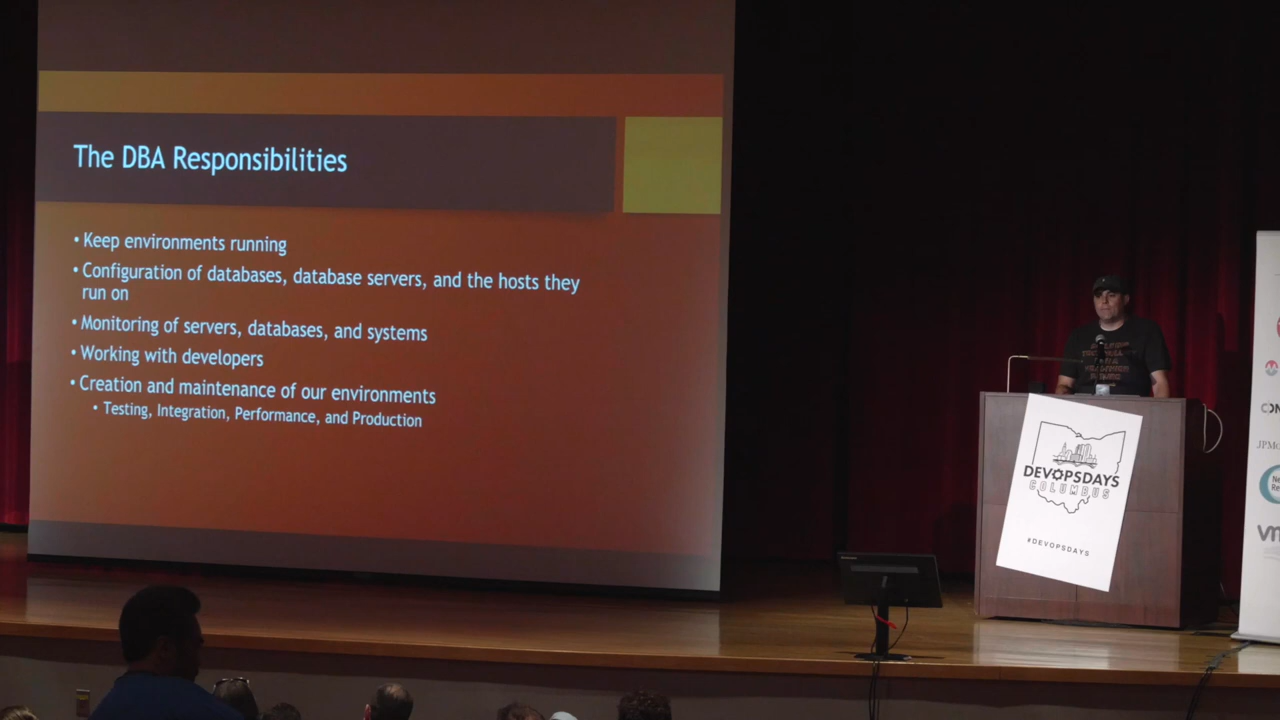 The DBA Responsibilities
• Keep environments running
• Configuration of databases, database servers, and the hosts they
run on
• Monitoring of servers, databases, and systems
• Working with developers
• Creation and maintenance of our environments
• Testing, Integration, Performance, and Production
DEVOPSDAYS
COLUMBUS
#DEVOPSDAYS